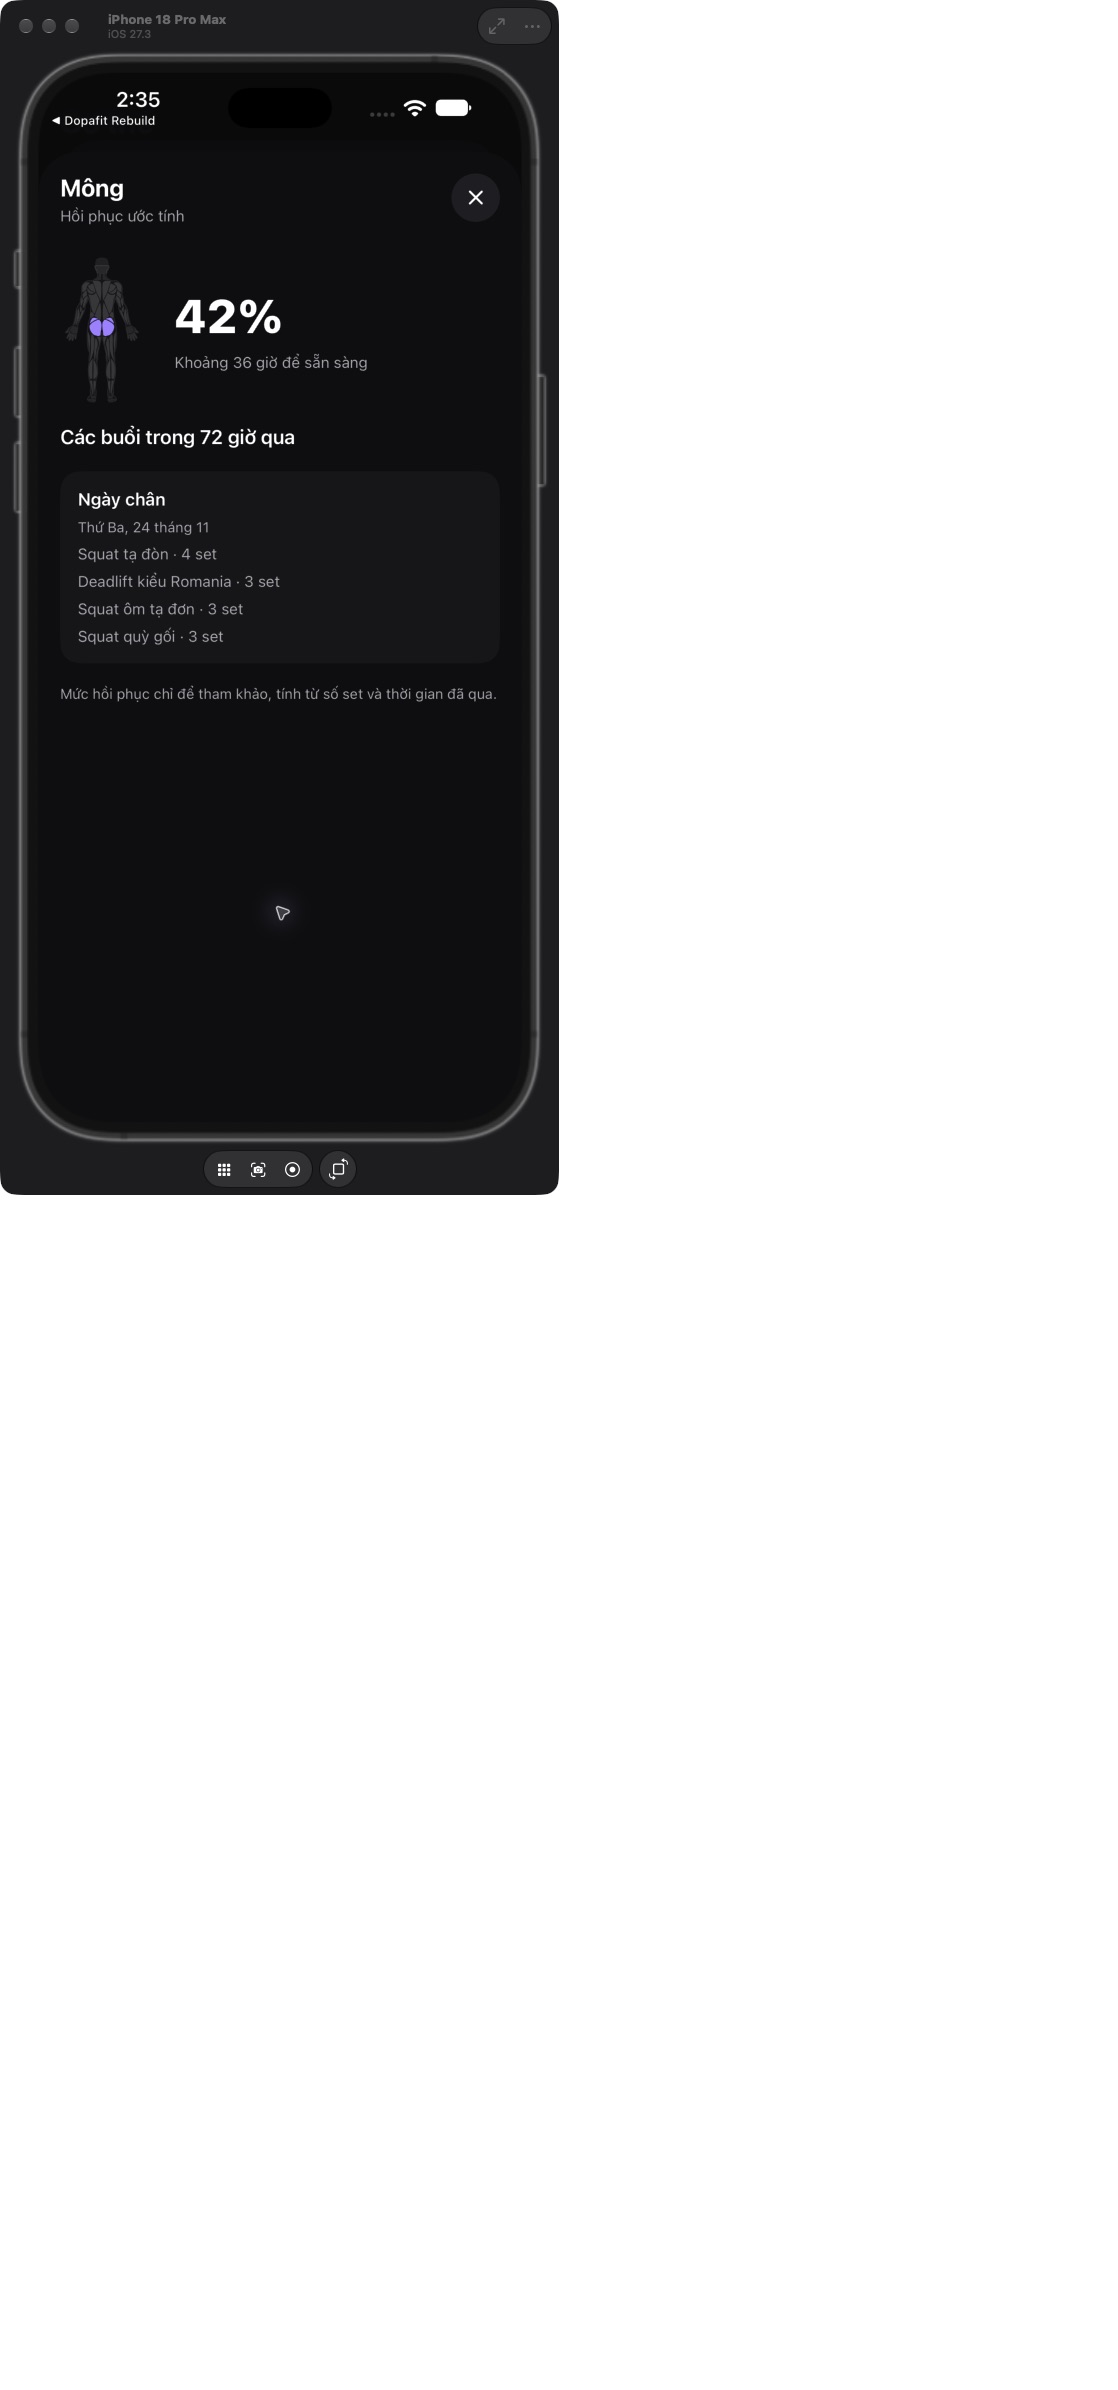 iPhone 18 Pro Max
iOS 27.3
2:35
◀ Dopafit Rebuild
Mông
Hồi phục ước tính
42%
Khoảng 36 giờ để sẵn sàng
Các buổi trong 72 giờ qua
Ngày chân
Thứ Ba, 24 tháng 11
Squat tạ đòn · 4 set
Deadlift kiểu Romania · 3 set
Squat ôm tạ đơn · 3 set
Squat quỳ gối · 3 set
Mức hồi phục chỉ để tham khảo, tính từ số set và thời gian đã qua.